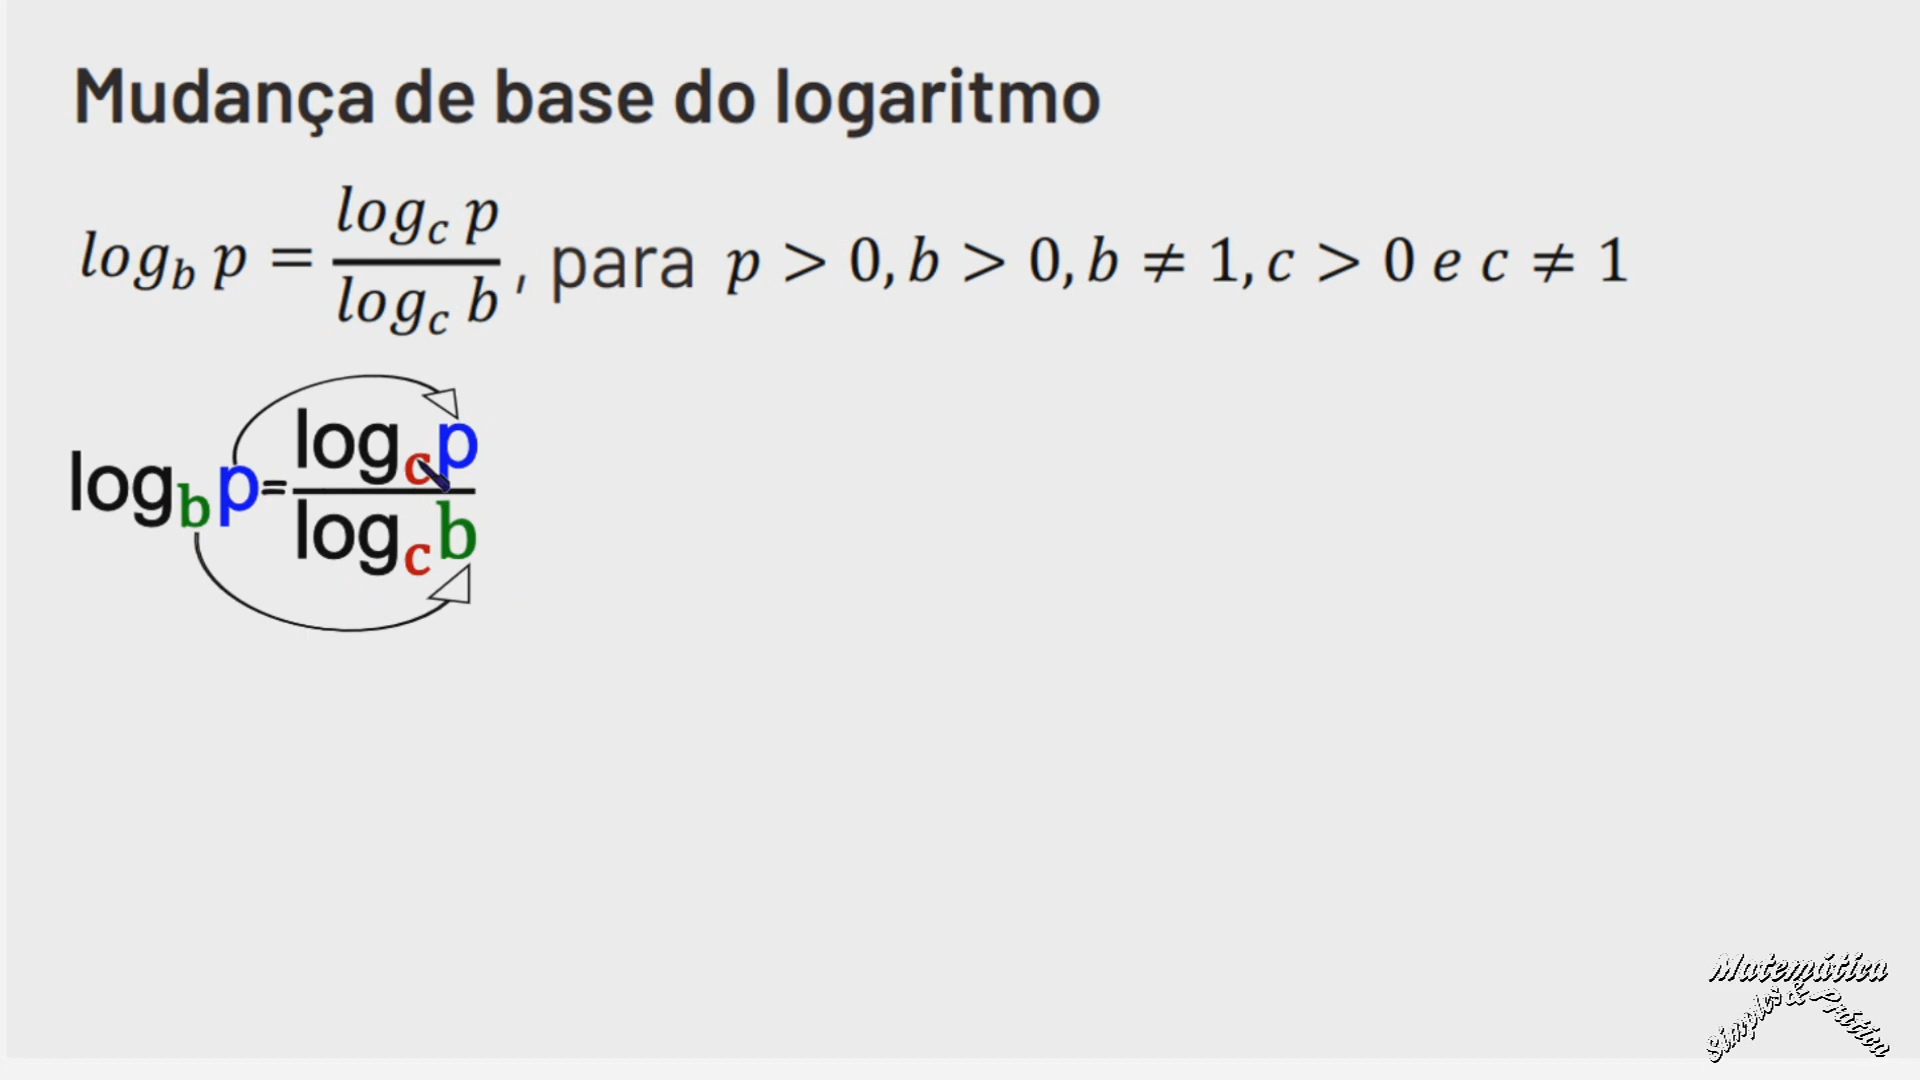 Mudança de base do logaritmo
log_b p = log_c p / log_c b , para p > 0, b > 0, b ≠ 1, c > 0 e c ≠ 1
log_b p = log_c p / log_c b
Matemática
Simples & Prática